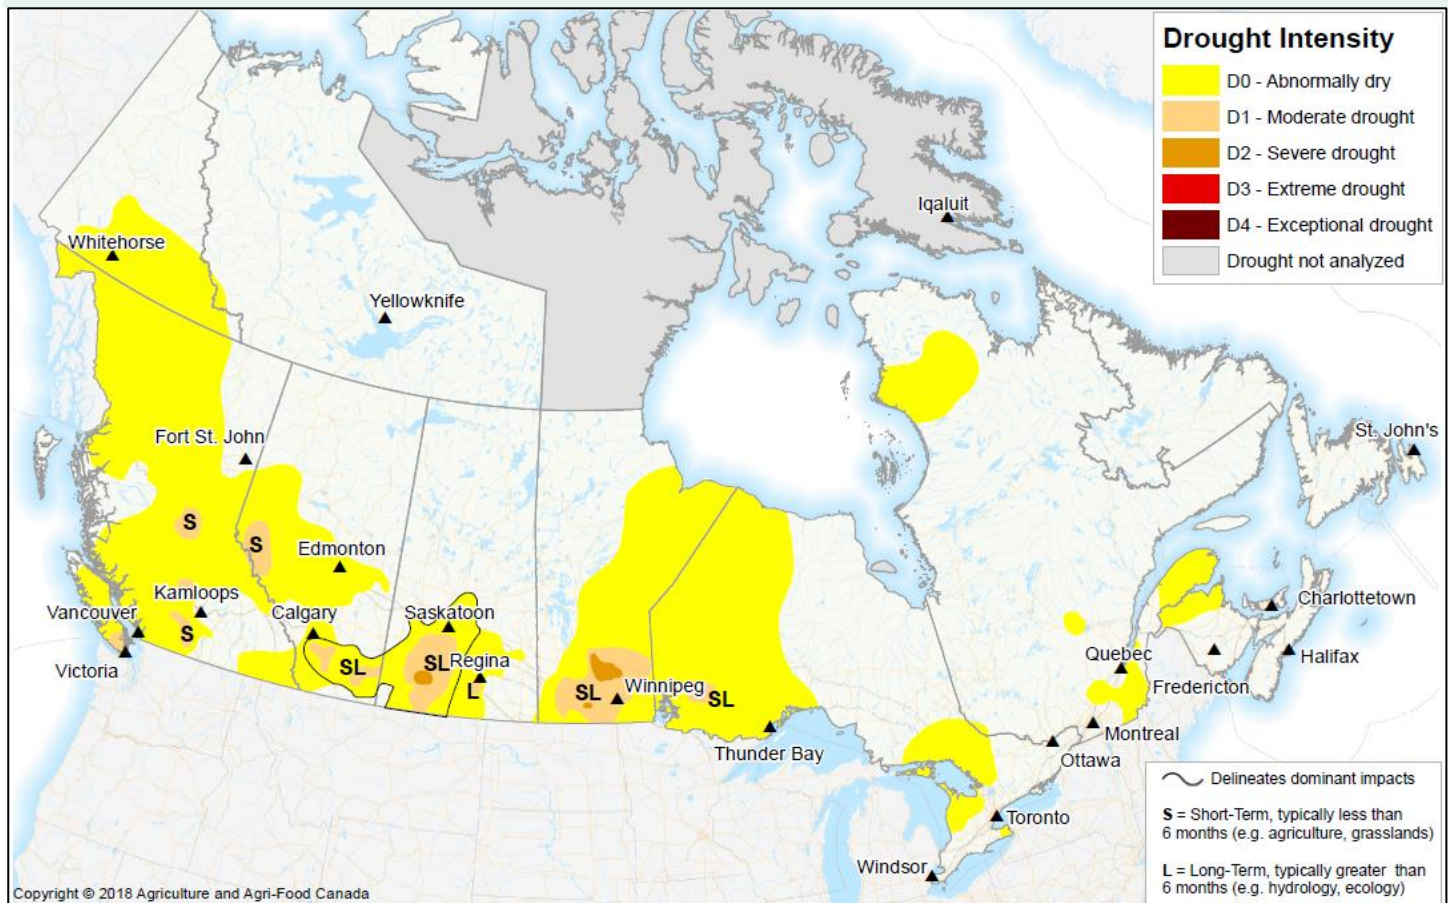 Drought Intensity
D0 - Abnormally dry
D1 - Moderate drought
D2 - Severe drought
D3 - Extreme drought
D4 - Exceptional drought
Drought not analyzed
Iqaluit
Whitehorse
Yellowknife
Fort St. John
St. John's
S
S
Edmonton
Kamloops
Charlottetown
Vancouver
Calgary
Saskatoon
S
Quebec
Halifax
Victoria
SL
SL
Regina
L
SL
Winnipeg
SL
Fredericton
Montreal
Thunder Bay
Ottawa
Toronto
Windsor
Delineates dominant impacts
S = Short-Term, typically less than
6 months (e.g. agriculture, grasslands)
L = Long-Term, typically greater than
6 months (e.g. hydrology, ecology)
Copyright © 2018 Agriculture and Agri-Food Canada